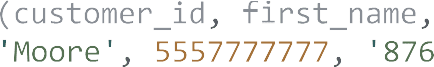 (customer_id, first_name,
'Moore', 5557777777, '876